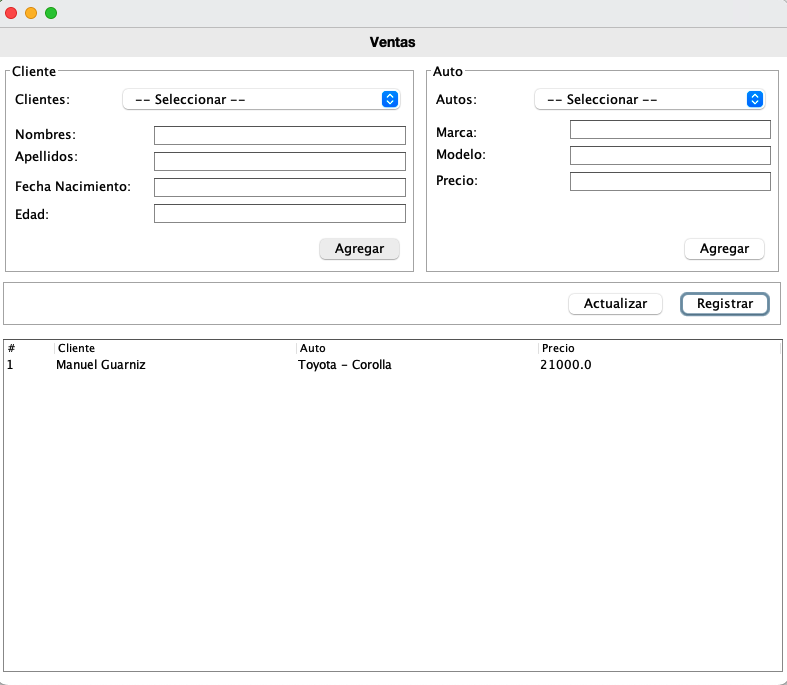 Ventas
Cliente
Clientes: -- Seleccionar --
Nombres:
Apellidos:
Fecha Nacimiento:
Edad:
Agregar
Auto
Autos: -- Seleccionar --
Marca:
Modelo:
Precio:
Agregar
Actualizar Registrar
# Cliente Auto Precio
1 Manuel Guarniz Toyota - Corolla 21000.0